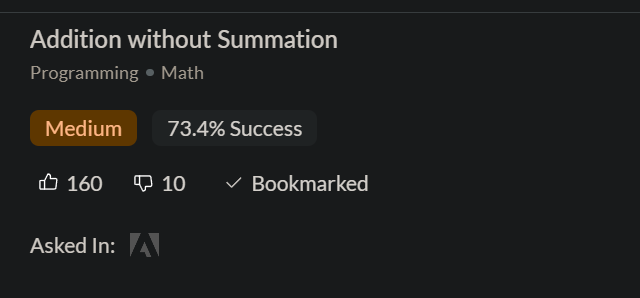 Addition without Summation
Programming • Math
Medium 73.4% Success
160 10 Bookmarked
Asked In: